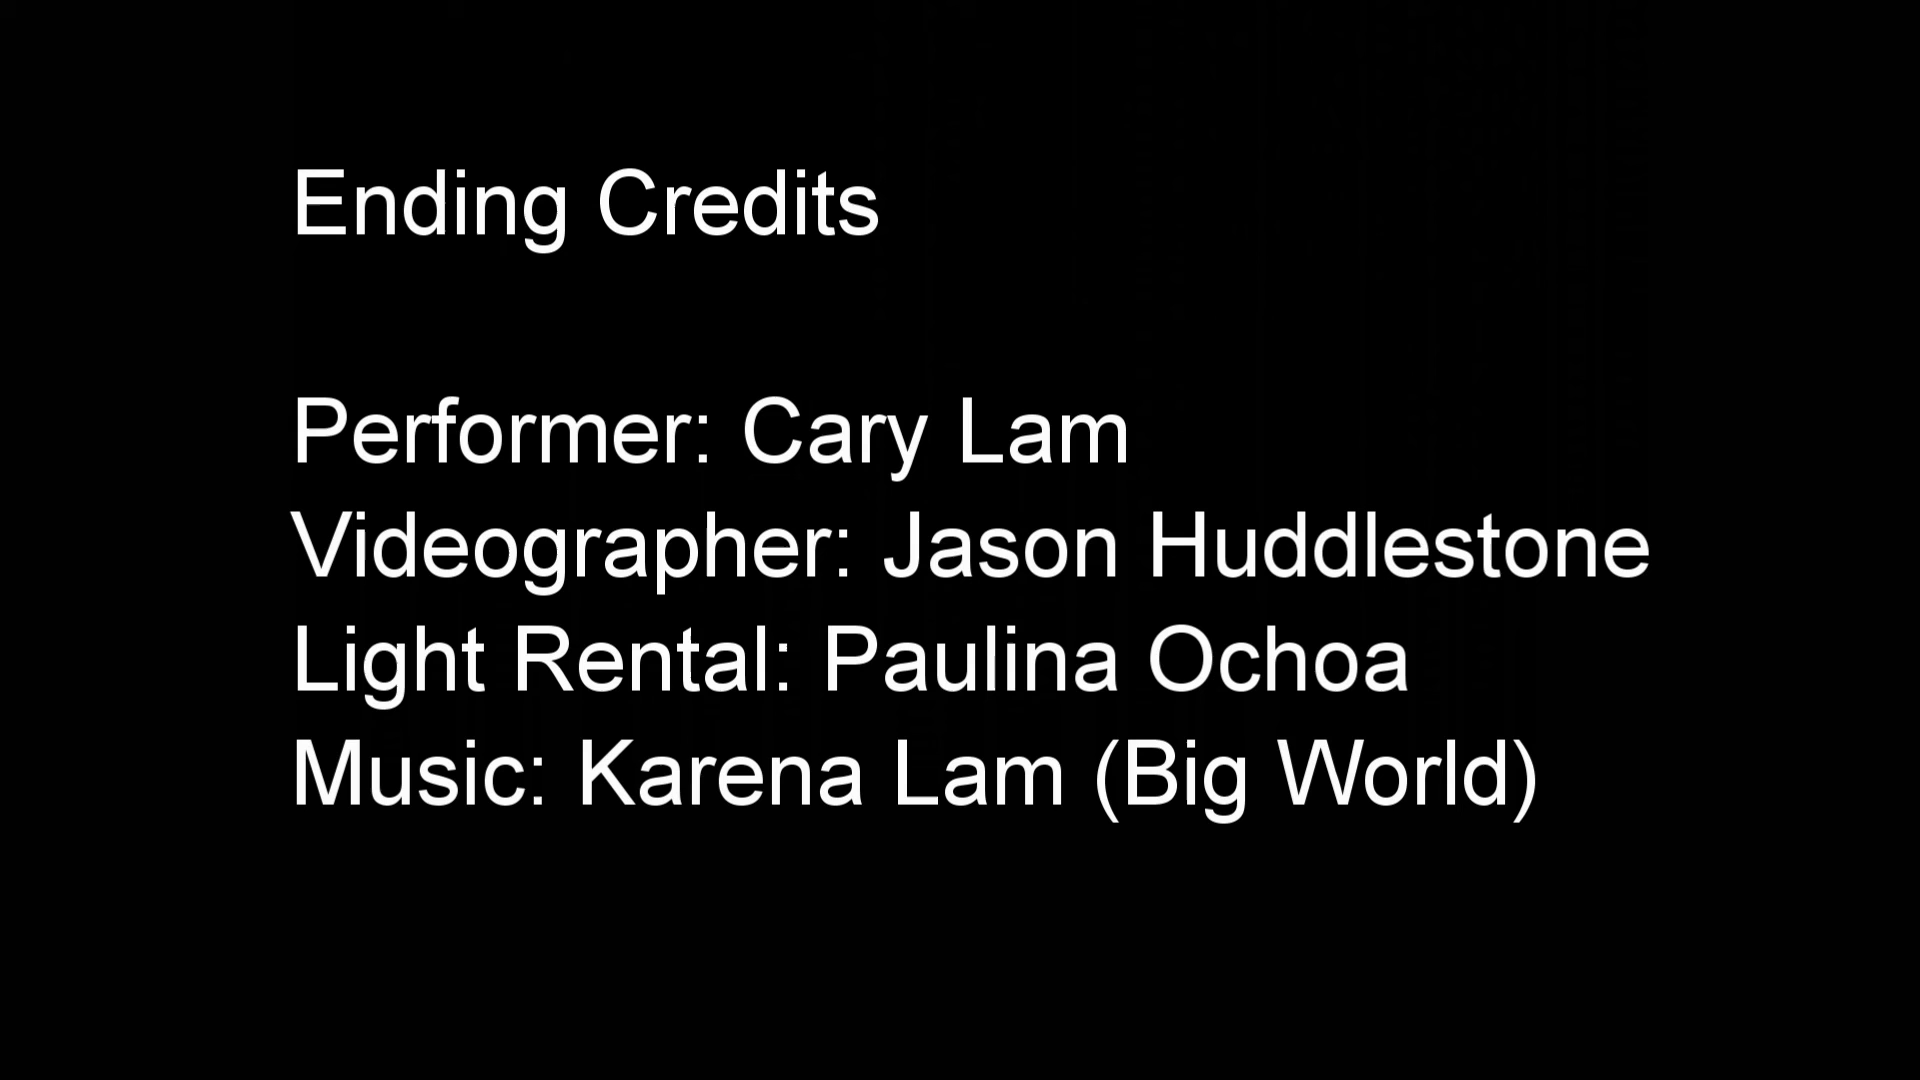 Ending Credits
Performer: Cary Lam
Videographer: Jason Huddlestone
Light Rental: Paulina Ochoa
Music: Karena Lam (Big World)